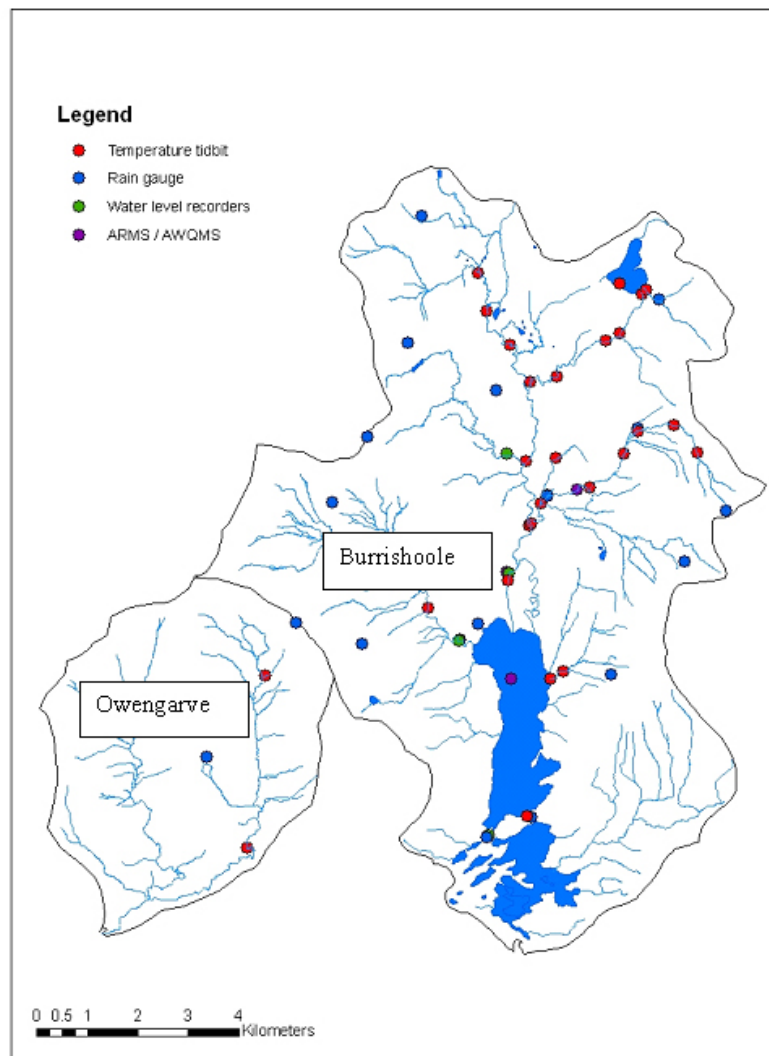 Legend
Temperature tidbit
Rain gauge
Water level recorders
ARMS / AWQMS
Burrishoole
Owengarve
0 0.5 1 2 3 4
Kilometers